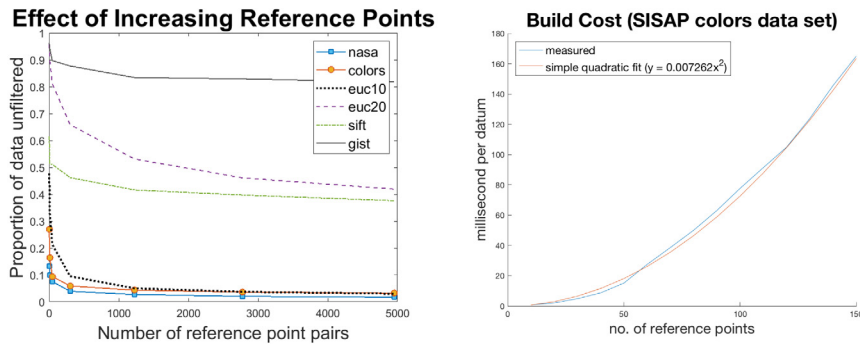 Effect of Increasing Reference Points
1
0.9
0.8
0.7
0.6
0.5
0.4
0.3
0.2
0.1
0
Proportion of data unfiltered
nasa
colors
euc10
euc20
sift
gist
0 1000 2000 3000 4000 5000
Number of reference point pairs
Build Cost (SISAP colors data set)
180
160
140
120
100
80
60
40
20
0
millisecond per datum
measured
simple quadratic fit (y = 0.007262x²)
0 50 100 150
no. of reference points